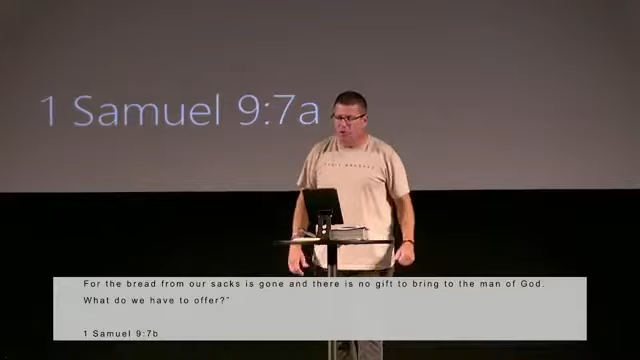 1 Samuel 9:7a
For the bread from our sacks is gone and there is no gift to bring to the man of God.
What do we have to offer?"
1 Samuel 9:7b